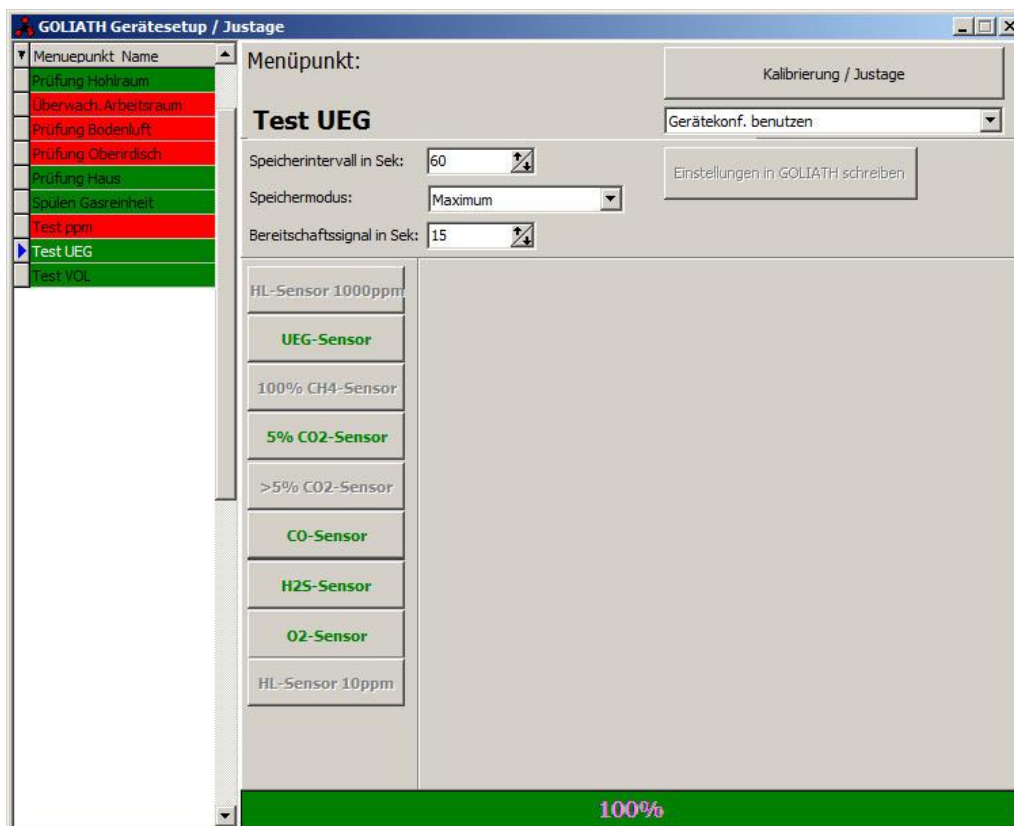 GOLIATH Gerätesetup / Justage
Menuepunkt Name
Prüfung Hohlraum
Überwach.Arbeitsraum
Prüfung Bodenluft
Prüfung Oberirdisch
Prüfung Haus
Spülen Gasreinheit
Test ppm
Test UEG
Test VOL
Menüpunkt:
Test UEG
Kalibrierung / Justage
Gerätekonf. benutzen
Speicherintervall in Sek: 60
Einstellungen in GOLIATH schreiben
Speichermodus: Maximum
Bereitschaftssignal in Sek: 15
HL-Sensor 1000ppm
UEG-Sensor
100% CH4-Sensor
5% CO2-Sensor
>5% CO2-Sensor
CO-Sensor
H2S-Sensor
O2-Sensor
HL-Sensor 10ppm
100%